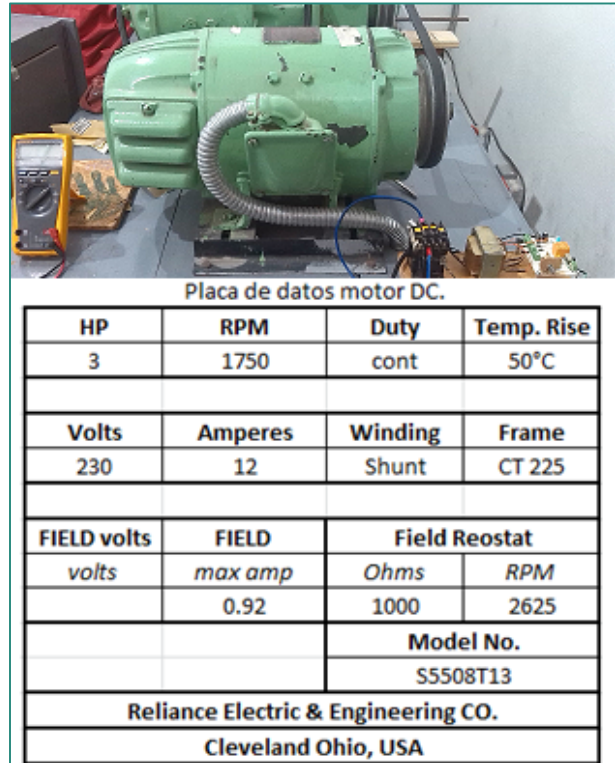 Placa de datos motor DC.
HP RPM Duty Temp. Rise
3 1750 cont 50°C
Volts Amperes Winding Frame
230 12 Shunt CT 225
FIELD volts FIELD Field Reostat
volts max amp Ohms RPM
0.92 1000 2625
Model No.
S5508T13
Reliance Electric & Engineering CO.
Cleveland Ohio, USA